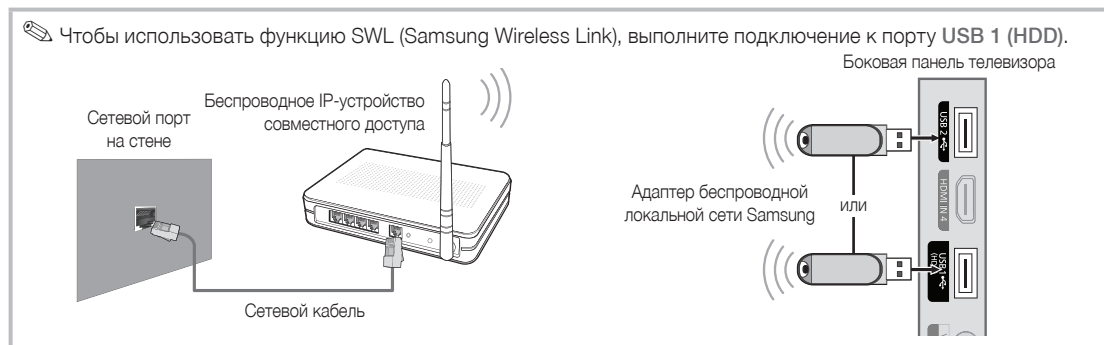 Чтобы использовать функцию SWL (Samsung Wireless Link), выполните подключение к порту USB 1 (HDD).
Боковая панель телевизора
Беспроводное IP-устройство
совместного доступа
Сетевой порт
на стене
Адаптер беспроводной
локальной сети Samsung
или
Сетевой кабель
USB 2
HDMI IN 4
USB 1